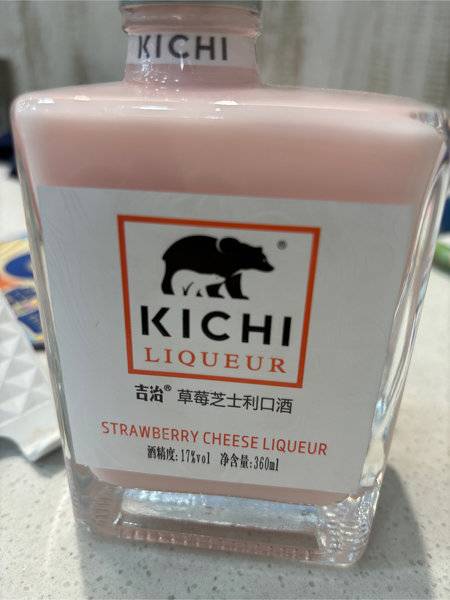 KICHI
®
KICHI
LIQUEUR
吉治® 草莓芝士利口酒
STRAWBERRY CHEESE LIQUEUR
酒精度:17%vol 净含量:360ml